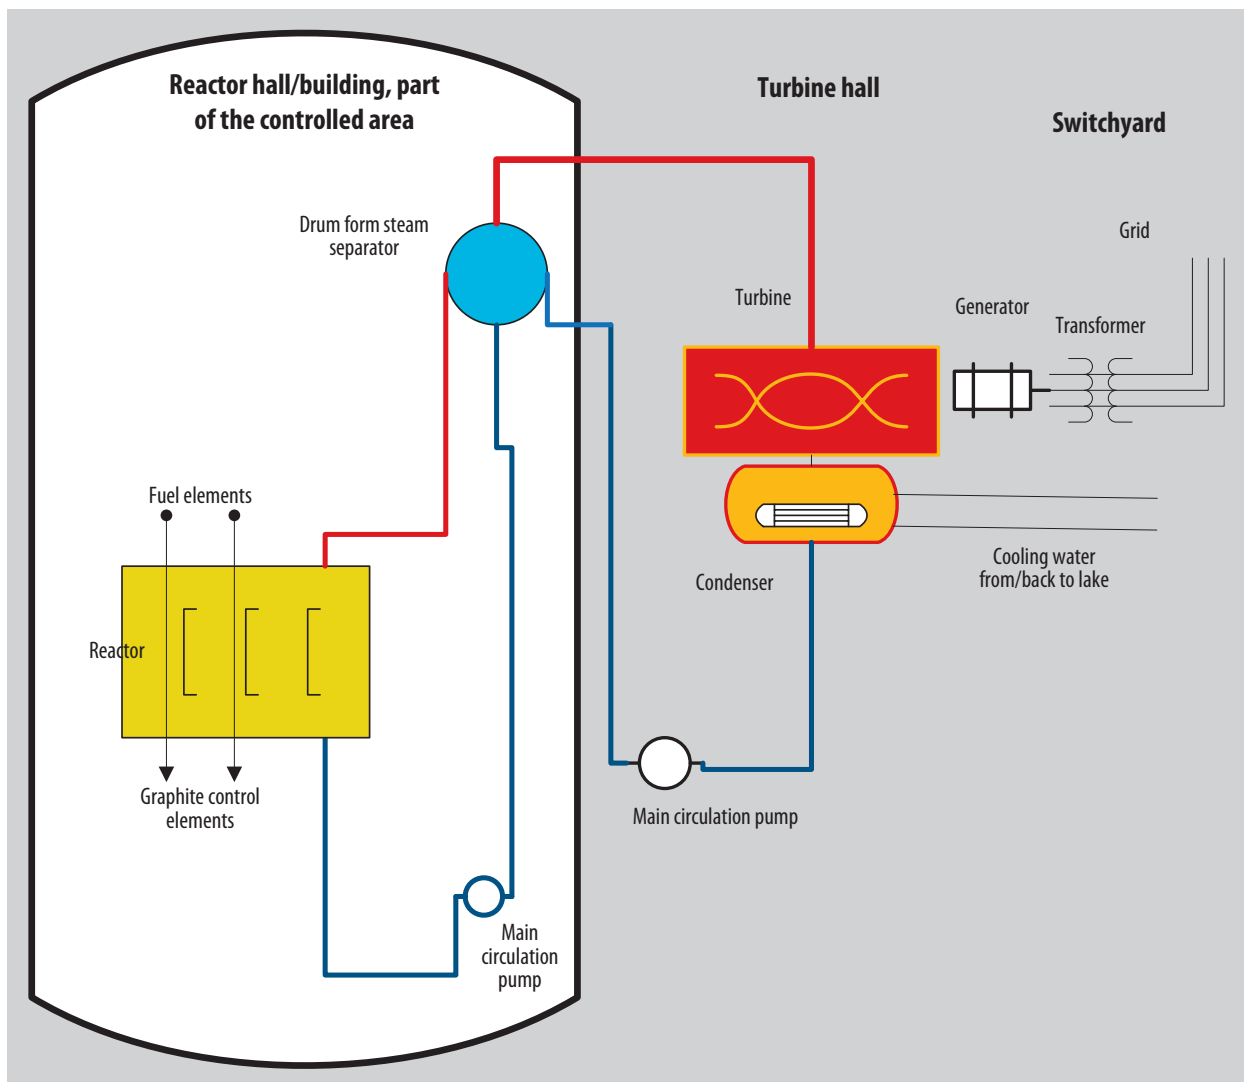 Reactor hall/building, part
of the controlled area
Turbine hall
Switchyard
Drum form steam
separator
Grid
Turbine
Generator
Transformer
Fuel elements
Cooling water
from/back to lake
Condenser
Reactor
Graphite control
elements
Main circulation pump
Main
circulation
pump